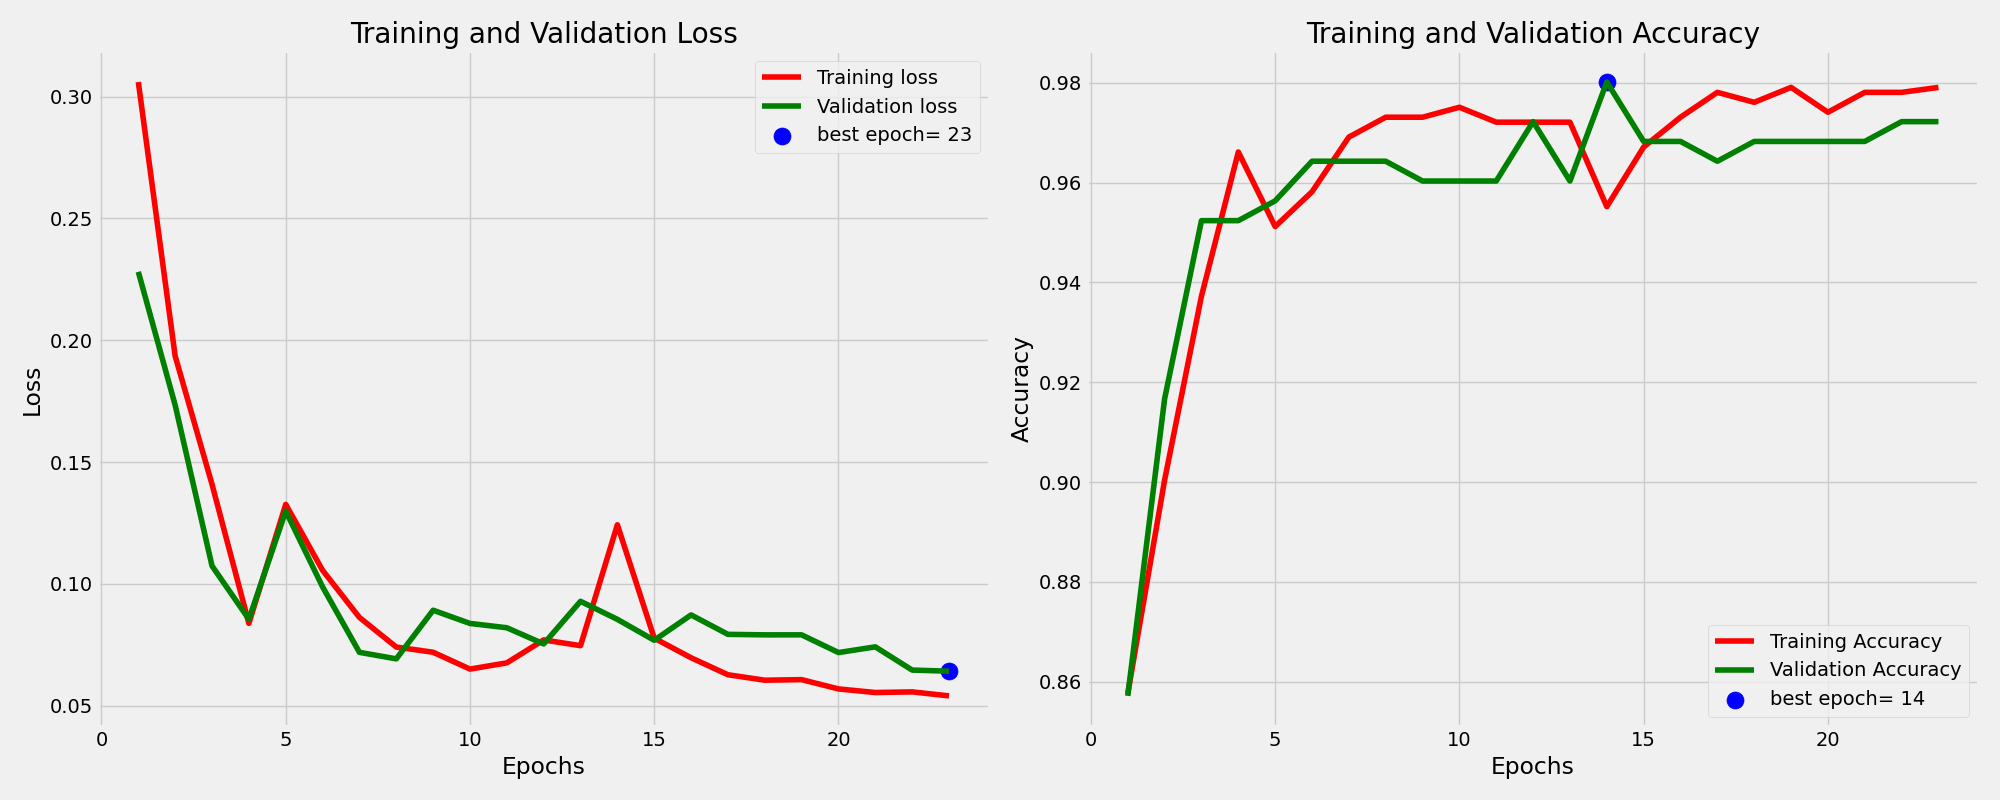 Training and Validation Loss
Training loss
Validation loss
best epoch= 23
0.30
0.25
0.20
0.15
0.10
0.05
Loss
0
5
10
15
20
Epochs
Training and Validation Accuracy
0.98
0.96
0.94
0.92
0.90
0.88
0.86
Accuracy
Training Accuracy
Validation Accuracy
best epoch= 14
0
5
10
15
20
Epochs